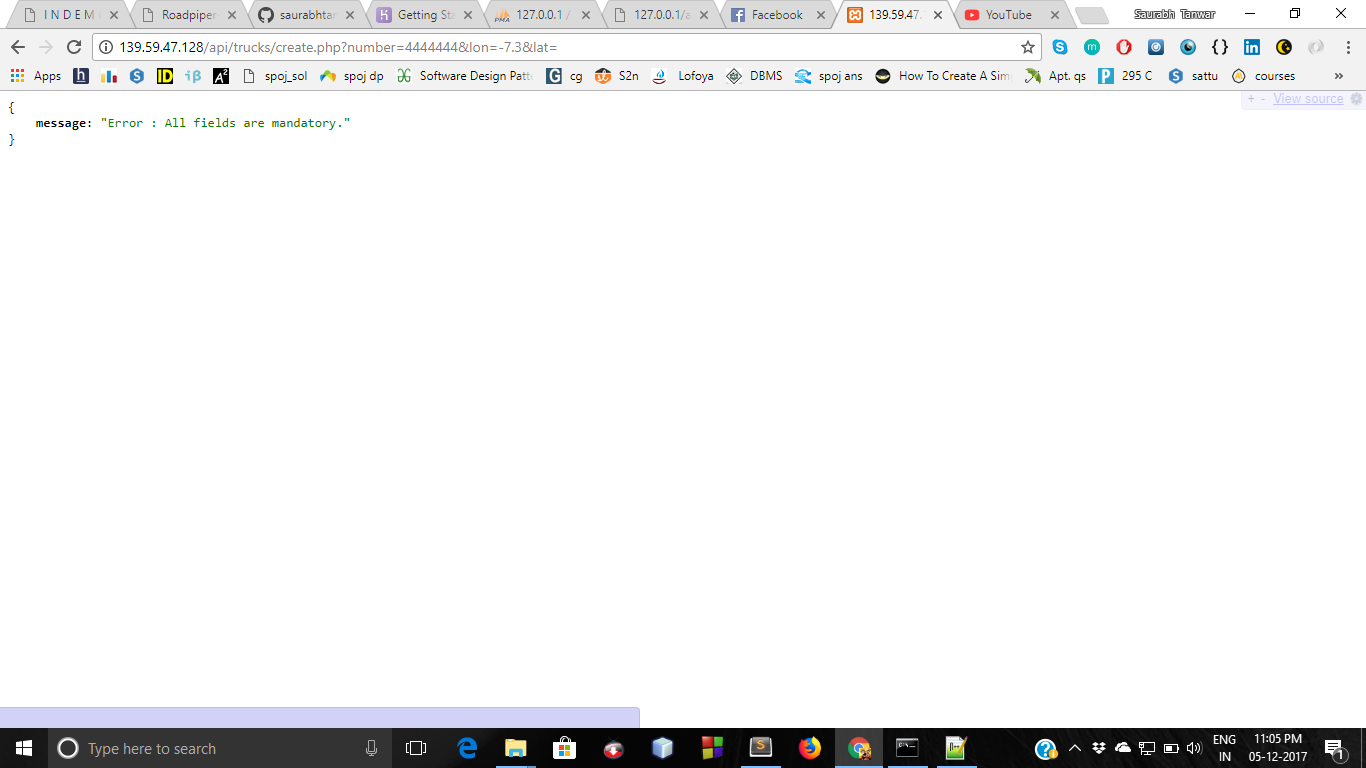 I N D E M
Roadpiper
saurabhtar
Getting Sta
127.0.0.1 /
127.0.0.1/a
Facebook
139.59.47.
YouTube
Saurabh Tanwar
139.59.47.128/api/trucks/create.php?number=4444444&lon=-7.3&lat=
Apps
spoj_sol
spoj dp
Software Design Patte
cg
S2n
Lofoya
DBMS
spoj ans
How To Create A Sim
Apt. qs
295 C
sattu
courses
»
+ - View source
{
message: "Error : All fields are mandatory."
}
Type here to search
ENG
IN
11:05 PM
05-12-2017
1